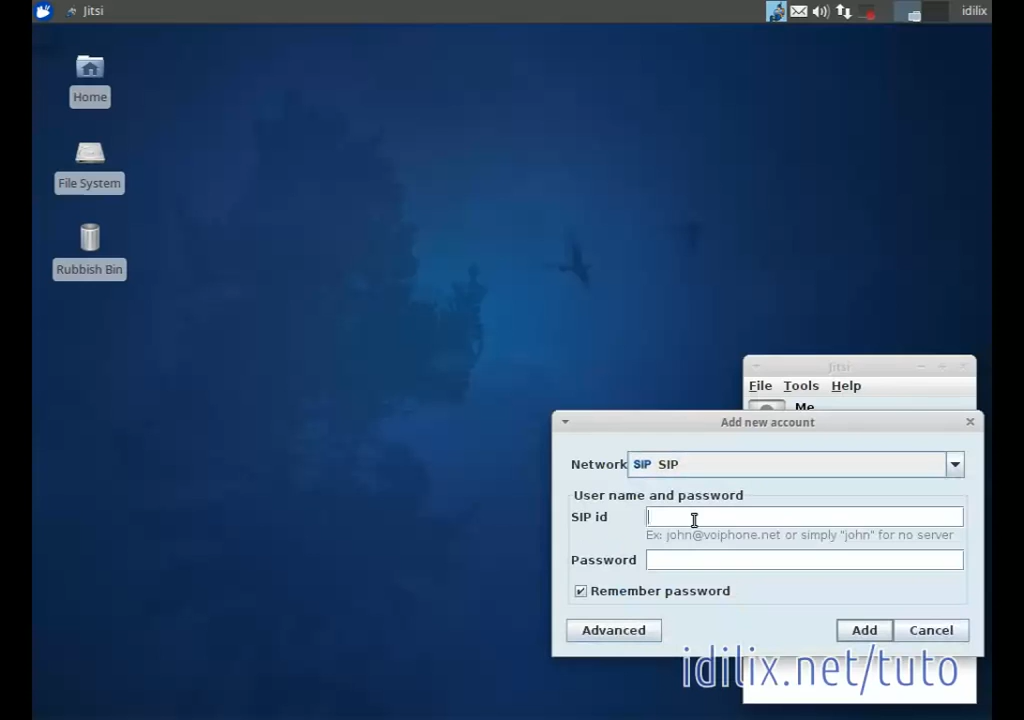 Jitsi
idilix
Home
File System
Rubbish Bin
Jitsi
File Tools Help
Me
Add new account
Network SIP SIP
User name and password
SIP id
Ex: john@voiphone.net or simply "john" for no server
Password
Remember password
Advanced Add Cancel
idilix.net/tuto